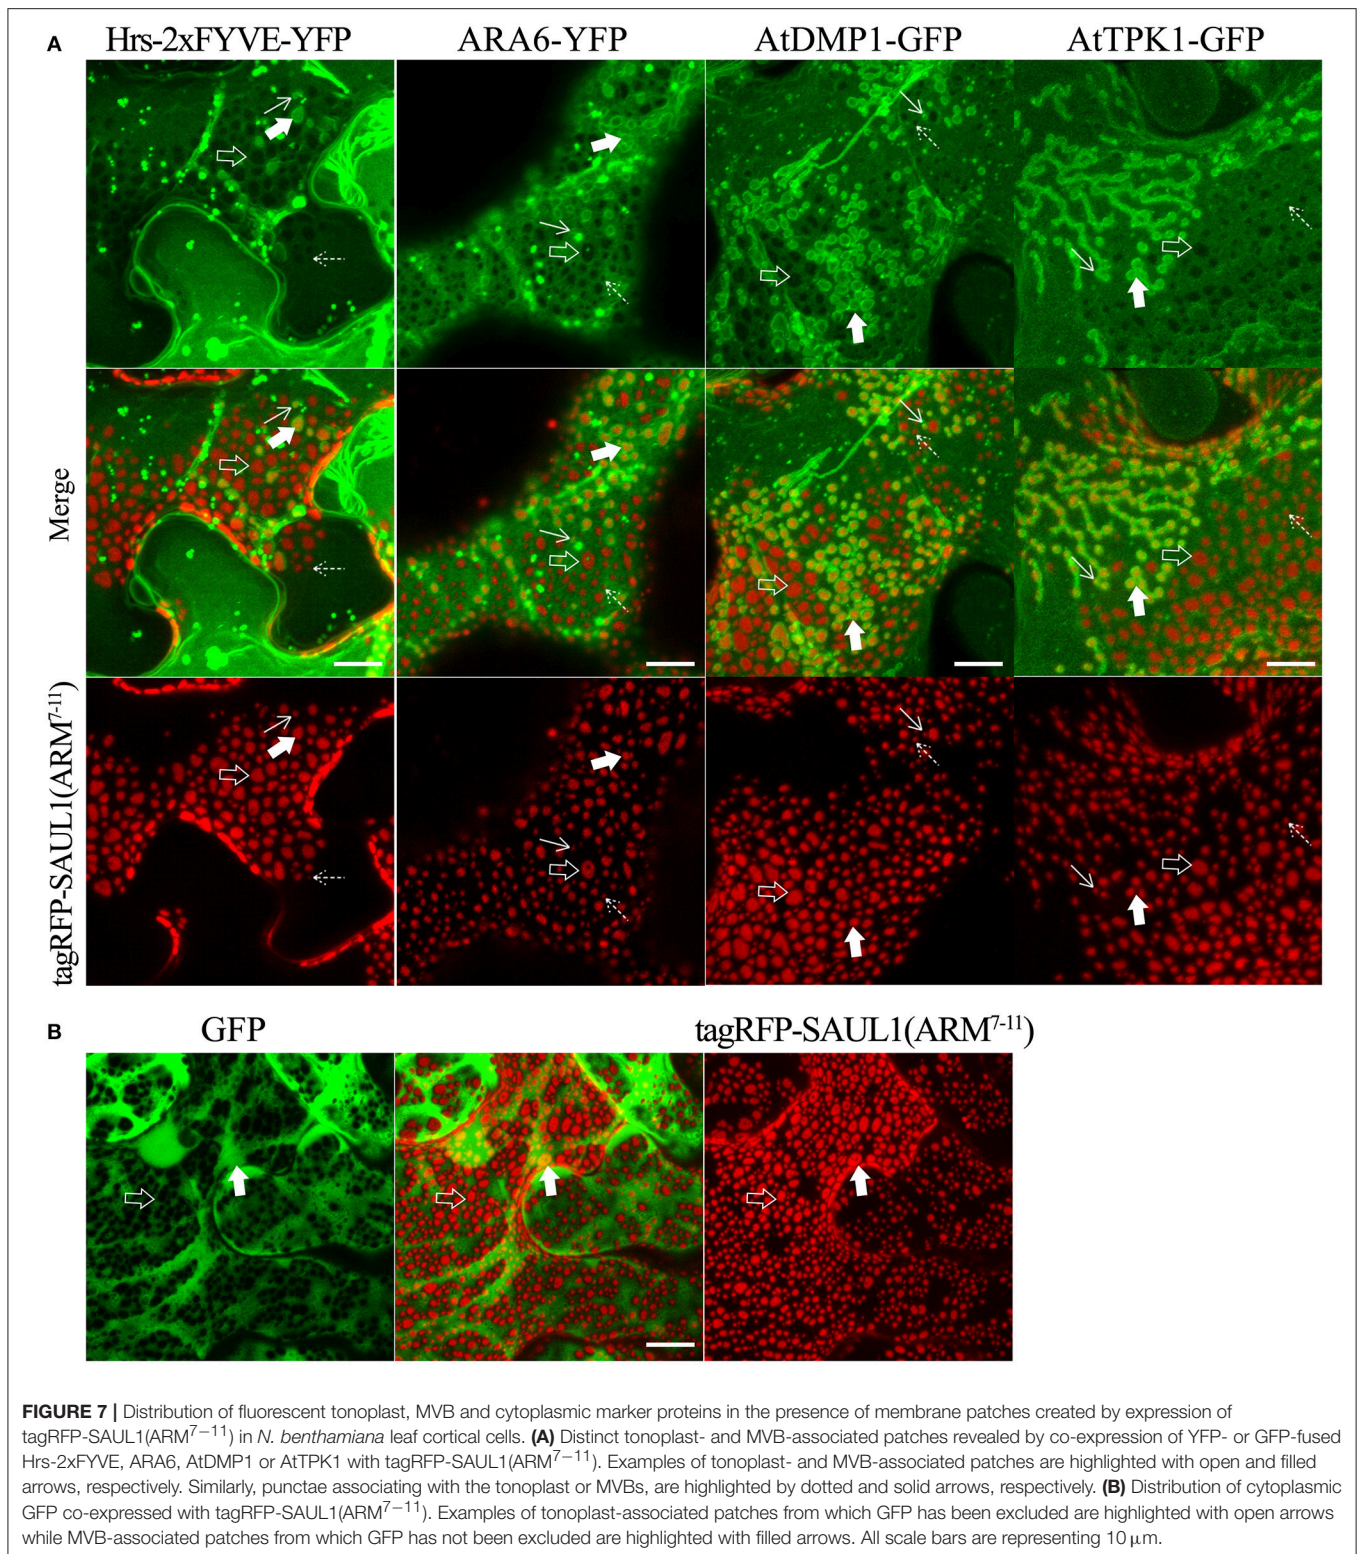 A
Hrs-2xFYVE-YFP ARA6-YFP AtDMP1-GFP AtTPK1-GFP
Merge
tagRFP-SAUL1(ARM7-11)
B
GFP tagRFP-SAUL1(ARM7-11)
FIGURE 7 | Distribution of fluorescent tonoplast, MVB and cytoplasmic marker proteins in the presence of membrane patches created by expression of
tagRFP-SAUL1(ARM7−11) in N. benthamiana leaf cortical cells. (A) Distinct tonoplast- and MVB-associated patches revealed by co-expression of YFP- or GFP-fused
Hrs-2xFYVE, ARA6, AtDMP1 or AtTPK1 with tagRFP-SAUL1(ARM7−11). Examples of tonoplast- and MVB-associated patches are highlighted with open and filled
arrows, respectively. Similarly, punctae associating with the tonoplast or MVBs, are highlighted by dotted and solid arrows, respectively. (B) Distribution of cytoplasmic
GFP co-expressed with tagRFP-SAUL1(ARM7−11). Examples of tonoplast-associated patches from which GFP has been excluded are highlighted with open arrows
while MVB-associated patches from which GFP has not been excluded are highlighted with filled arrows. All scale bars are representing 10 μm.